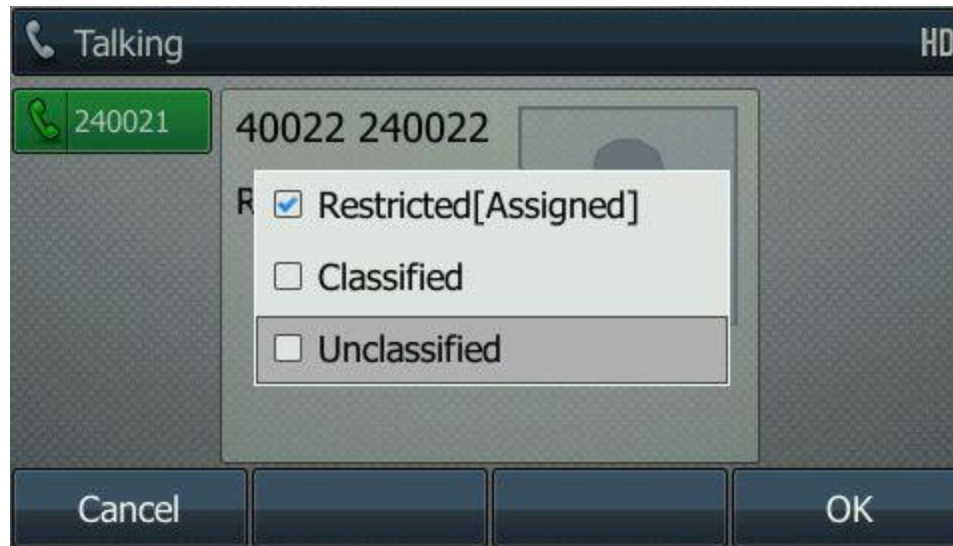 Talking HD
240021
40022 240022
R
Restricted[Assigned]
Classified
Unclassified
Cancel OK